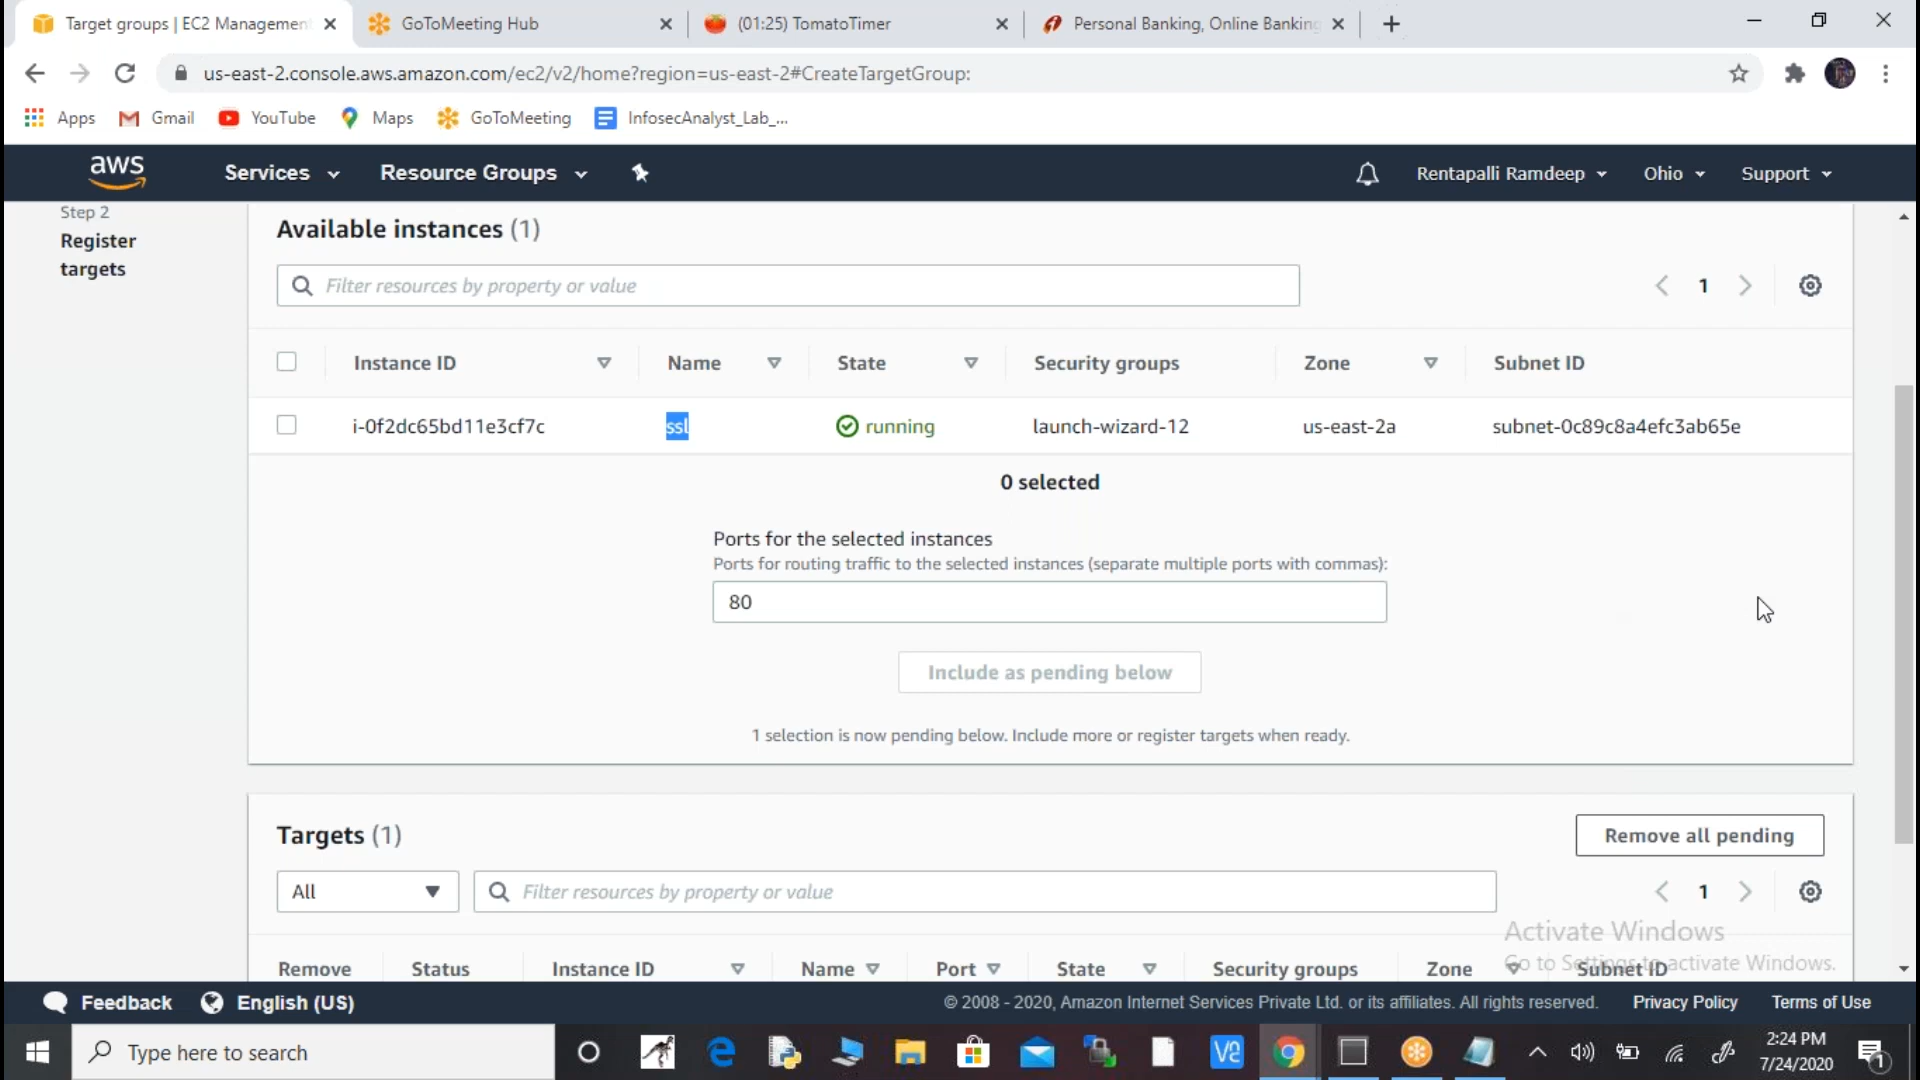 Target groups | EC2 Managemen
GoToMeeting Hub
(01:25) TomatoTimer
Personal Banking, Online Banking
us-east-2.console.aws.amazon.com/ec2/v2/home?region=us-east-2#CreateTargetGroup:
Apps
Gmail
YouTube
Maps
GoToMeeting
InfosecAnalyst_Lab_...
aws
Services
Resource Groups
Rentapalli Ramdeep
Ohio
Support
Step 2
Register
targets
Available instances (1)
Filter resources by property or value
1
Instance ID
Name
State
Security groups
Zone
Subnet ID
i-0f2dc65bd11e3cf7c
ssl
running
launch-wizard-12
us-east-2a
subnet-0c89c8a4efc3ab65e
0 selected
Ports for the selected instances
Ports for routing traffic to the selected instances (separate multiple ports with commas):
80
Include as pending below
1 selection is now pending below. Include more or register targets when ready.
Targets (1)
Remove all pending
All
Filter resources by property or value
1
Activate Windows
Go to Settings to activate Windows.
Remove
Status
Instance ID
Name
Port
State
Security groups
Zone
Subnet ID
Feedback
English (US)
© 2008 - 2020, Amazon Internet Services Private Ltd. or its affiliates. All rights reserved.
Privacy Policy
Terms of Use
Type here to search
2:24 PM
7/24/2020
1